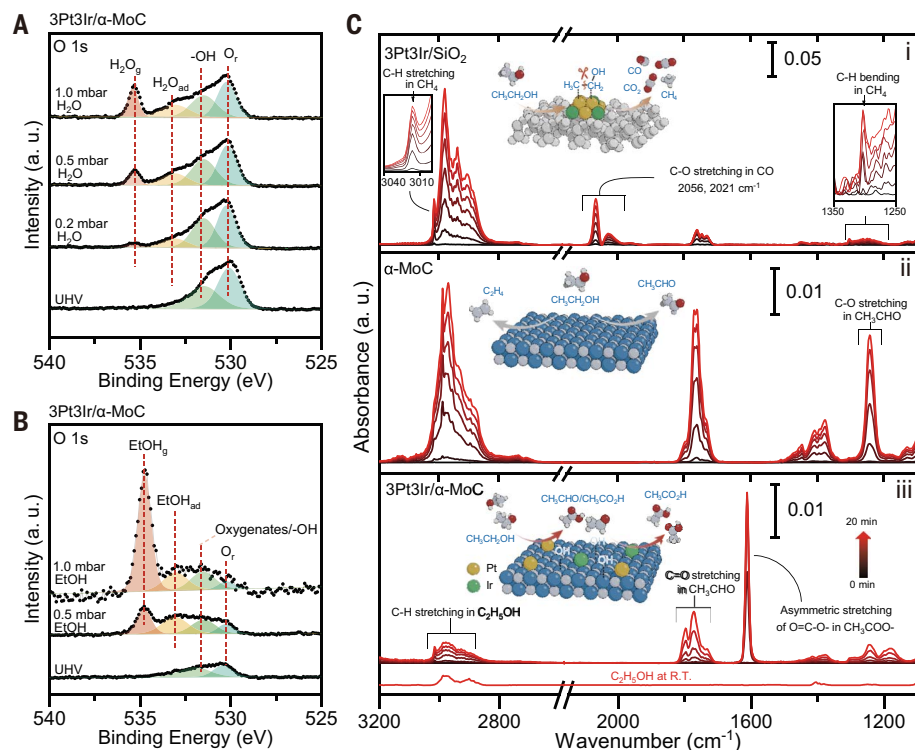 A
3Pt3Ir/α-MoC
O 1s
H₂Og
H₂Oad
-OH
Or
1.0 mbar
H₂O
0.5 mbar
H₂O
0.2 mbar
H₂O
UHV
Intensity (a. u.)
540
535
530
525
Binding Energy (eV)
B
3Pt3Ir/α-MoC
O 1s
EtOHg
EtOHad
Oxygenates/-OH
Or
1.0 mbar
EtOH
0.5 mbar
EtOH
UHV
Intensity (a. u.)
540
535
530
525
Binding Energy (eV)
C
3Pt3Ir/SiO₂
i
0.05
C-H stretching
in CH₄
3040
3010
CH₃CH₂OH
OH
H₃C
CH₂
CO
CO₂
CH₄
C-O stretching in CO
2056, 2021 cm⁻¹
C-H bending
in CH₄
1350
1250
α-MoC
ii
0.01
C₂H₄
CH₃CH₂OH
CH₃CHO
C-O stretching
in CH₃CHO
Absorbance (a. u.)
3Pt3Ir/α-MoC
iii
0.01
CH₃CH₂OH
CH₃CHO/CH₃CO₂H
CH₃CO₂H
OH
OH
Pt
Ir
20 min
0 min
C=O stretching
in CH₃CHO
C-H stretching in C₂H₅OH
Asymmetric stretching
of O=C-O- in CH₃COO-
C₂H₅OH at R.T.
3200
2800
2000
1600
1200
Wavenumber (cm⁻¹)